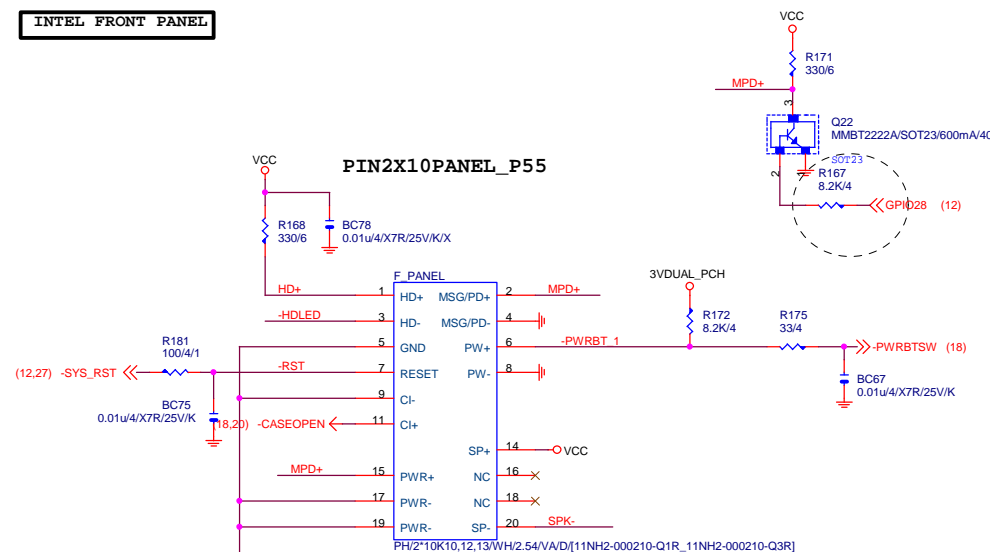 INTEL FRONT PANEL
VCC
R171
330/6
MPD+
3
Q22
MMBT2222A/SOT23/600mA/40
SOT23
2
R167
8.2K/4
GPIO28 (12)
PIN2X10PANEL_P55
VCC
R168
330/6
BC78
0.01u/4/X7R/25V/K/X
F_PANEL
HD+ 1 HD+ MSG/PD+ 2 MPD+
-HDLED 3 HD- MSG/PD- 4
5 GND PW+ 6 -PWRBT_1
-RST 7 RESET PW- 8
9 CI-
(18,20) -CASEOPEN 11 CI+
SP+ 14 VCC
MPD+ 15 PWR+ NC 16
17 PWR- NC 18
19 PWR- SP- 20 SPK-
PH/2*10K10,12,13/WH/2.54/VA/D/[11NH2-000210-Q1R_11NH2-000210-Q3R]
R181
100/4/1
(12,27) -SYS_RST
BC75
0.01u/4/X7R/25V/K
3VDUAL_PCH
R172
8.2K/4
R175
33/4
-PWRBTSW (18)
BC67
0.01u/4/X7R/25V/K